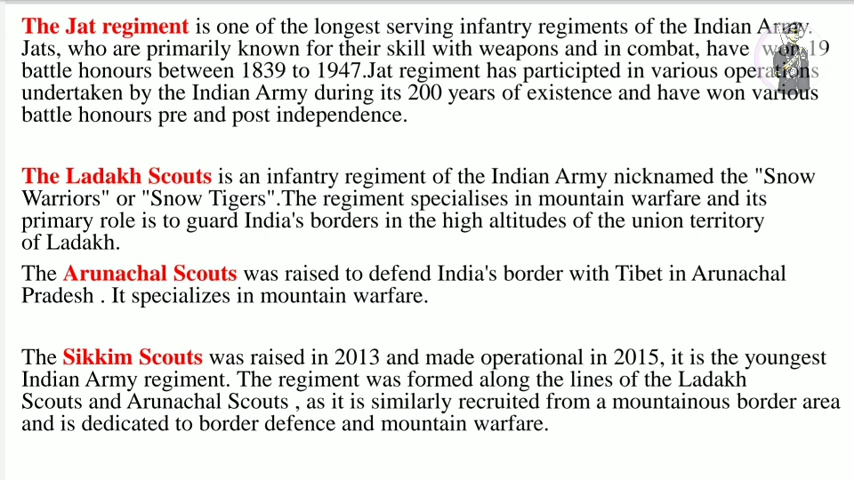 The Jat regiment is one of the longest serving infantry regiments of the Indian Army.
Jats, who are primarily known for their skill with weapons and in combat, have won 19
battle honours between 1839 to 1947.Jat regiment has participted in various operations
undertaken by the Indian Army during its 200 years of existence and have won various
battle honours pre and post independence.
The Ladakh Scouts is an infantry regiment of the Indian Army nicknamed the "Snow
Warriors" or "Snow Tigers".The regiment specialises in mountain warfare and its
primary role is to guard India's borders in the high altitudes of the union territory
of Ladakh.
The Arunachal Scouts was raised to defend India's border with Tibet in Arunachal
Pradesh . It specializes in mountain warfare.
The Sikkim Scouts was raised in 2013 and made operational in 2015, it is the youngest
Indian Army regiment. The regiment was formed along the lines of the Ladakh
Scouts and Arunachal Scouts , as it is similarly recruited from a mountainous border area
and is dedicated to border defence and mountain warfare.